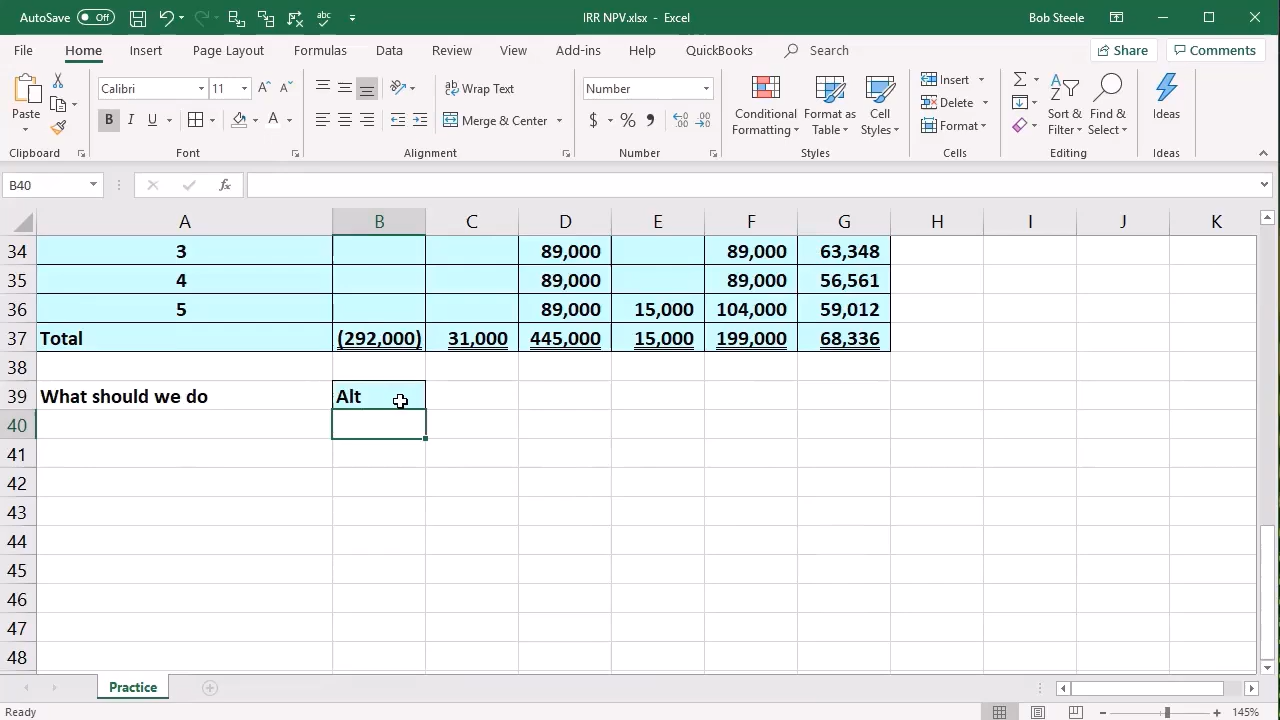 AutoSave Off
IRR NPV.xlsx - Excel
Bob Steele
File Home Insert Page Layout Formulas Data Review View Add-ins Help QuickBooks Search Share Comments
Paste
Calibri 11
Wrap Text
Number
Insert
Delete
Format
B I U
Merge & Center
$ % ,
Conditional Formatting
Format as Table
Cell Styles
Sort & Filter
Find & Select
Ideas
Clipboard Font Alignment Number Styles Cells Editing Ideas
B40 fx
A B C D E F G H I J K
34 3 89,000 89,000 63,348
35 4 89,000 89,000 56,561
36 5 89,000 15,000 104,000 59,012
37 Total (292,000) 31,000 445,000 15,000 199,000 68,336
38
39 What should we do Alt
40
41
42
43
44
45
46
47
48
Practice
Ready
145%